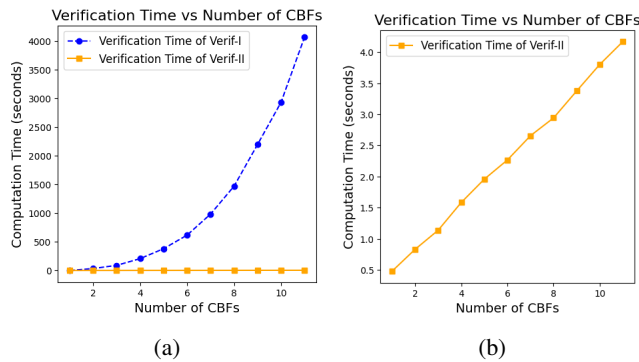 Verification Time vs Number of CBFs
Verification Time of Verif-I
Verification Time of Verif-II
Computation Time (seconds)
4000
3500
3000
2500
2000
1500
1000
500
0
2 4 6 8 10
Number of CBFs
(a)
Verification Time vs Number of CBFs
Verification Time of Verif-II
Computation Time (seconds)
4.0
3.5
3.0
2.5
2.0
1.5
1.0
0.5
2 4 6 8 10
Number of CBFs
(b)